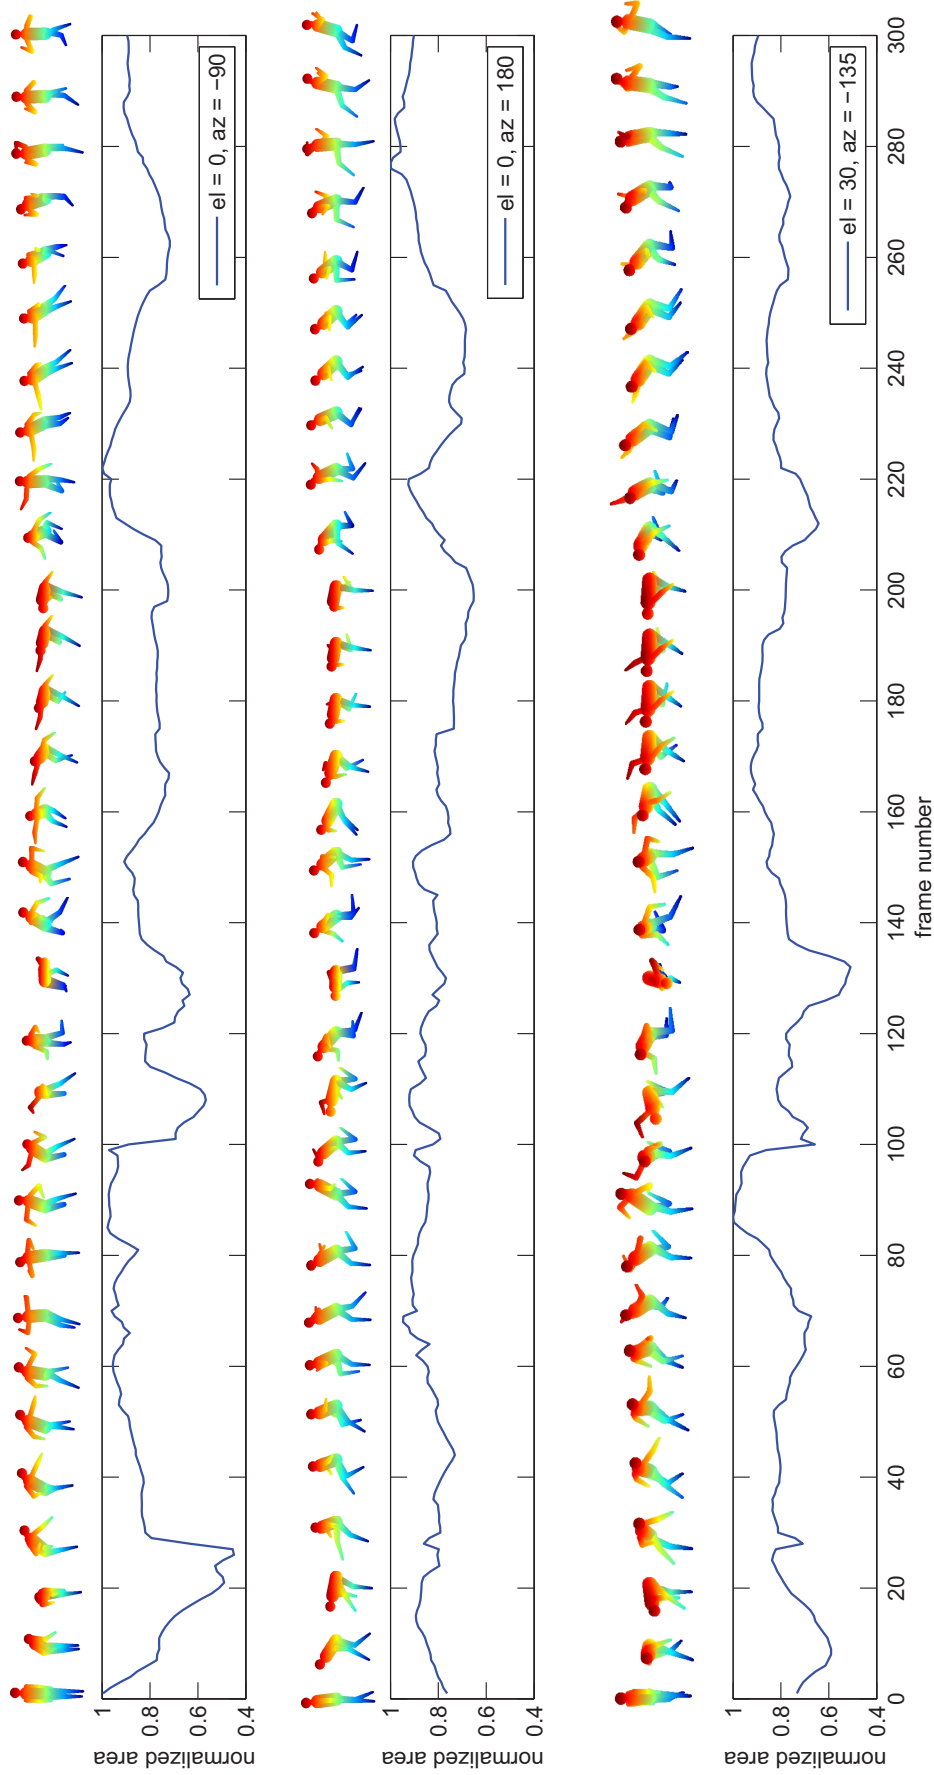 normalized area
1
0.8
0.6
0.4
el = 0, az = −90
normalized area
1
0.8
0.6
0.4
el = 0, az = 180
normalized area
1
0.8
0.6
0.4
el = 30, az = −135
0 20 40 60 80 100 120 140 160 180 200 220 240 260 280 300
frame number